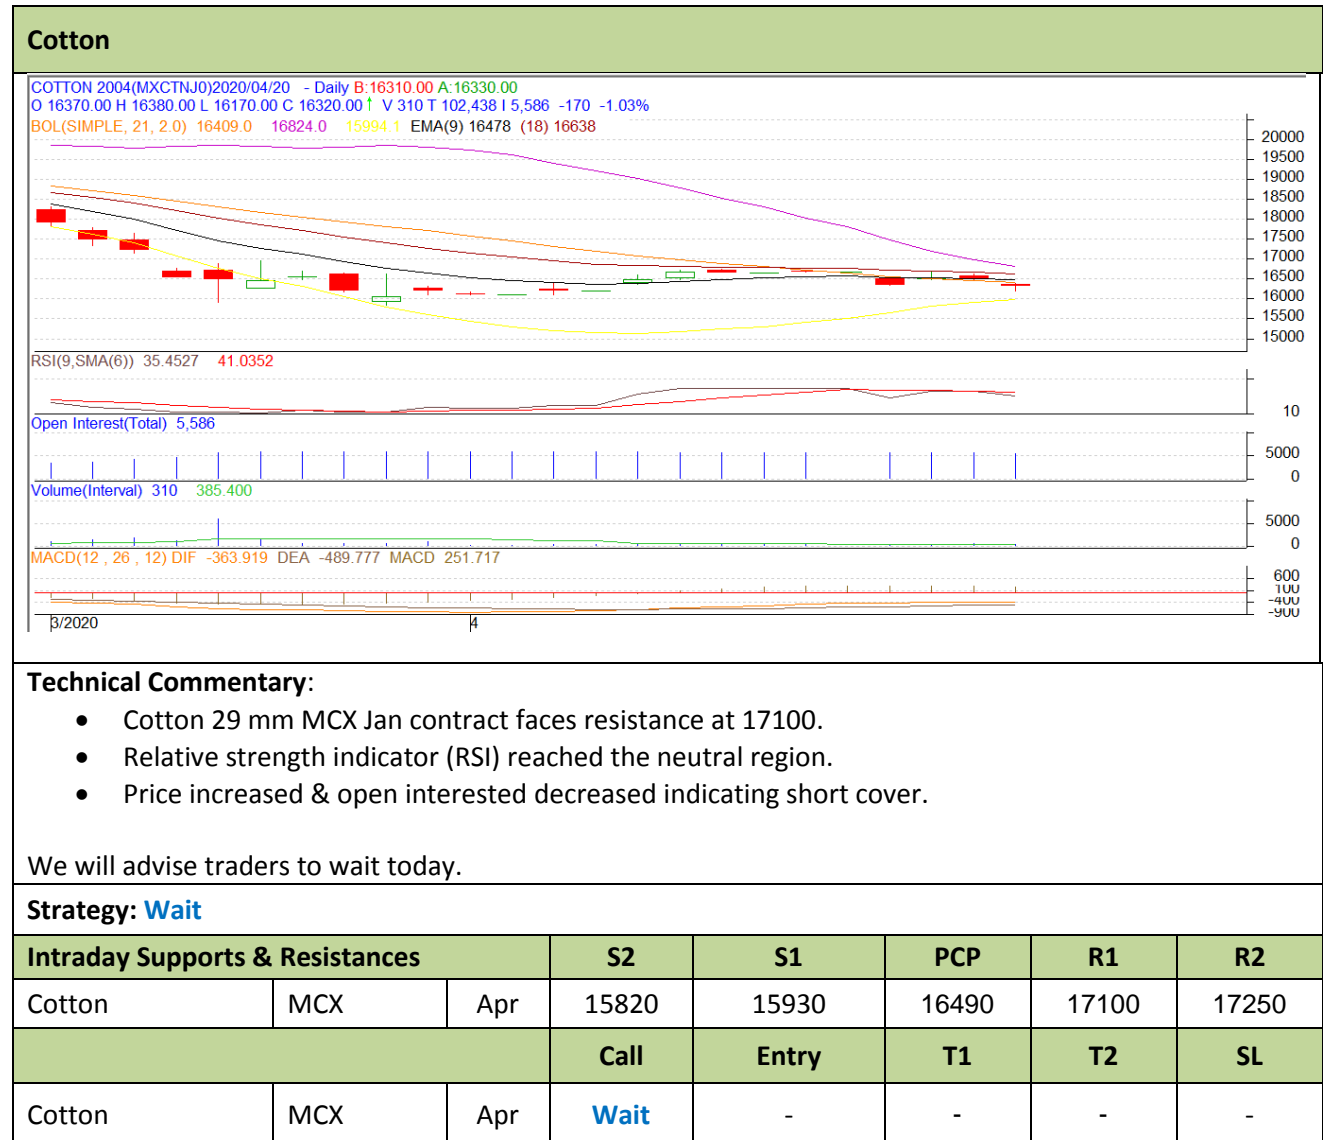 Cotton
COTTON 2004(MXCTNJ0)2020/04/20 - Daily B:16310.00 A:16330.00
O 16370.00 H 16380.00 L 16170.00 C 16320.00↑ V 310 T 102,438 I 5,586 -170 -1.03%
BOL(SIMPLE, 21, 2.0) 16409.0 16824.0 15994.1 EMA(9) 16478 (18) 16638
20000
19500
19000
18500
18000
17500
17000
16500
16000
15500
15000
RSI(9,SMA(6)) 35.4527 41.0352
10
Open Interest(Total) 5,586
5000
0
Volume(Interval) 310 385.400
5000
0
MACD(12 , 26 , 12) DIF -363.919 DEA -489.777 MACD 251.717
600
100
-400
-900
3/2020 4
Technical Commentary:
• Cotton 29 mm MCX Jan contract faces resistance at 17100.
• Relative strength indicator (RSI) reached the neutral region.
• Price increased & open interested decreased indicating short cover.
We will advise traders to wait today.
Strategy: Wait
Intraday Supports & Resistances S2 S1 PCP R1 R2
Cotton MCX Apr 15820 15930 16490 17100 17250
Call Entry T1 T2 SL
Cotton MCX Apr Wait - - - -